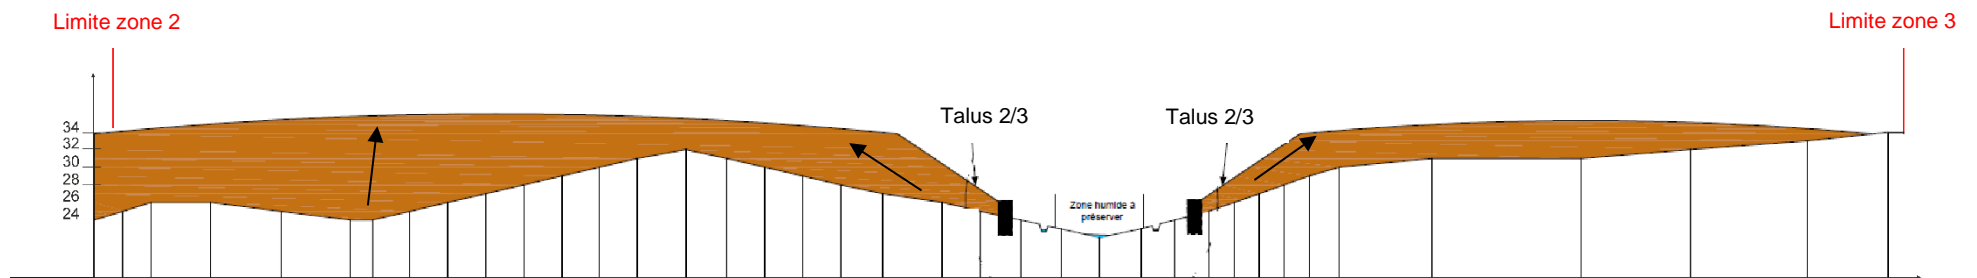 Limite zone 2
Limite zone 3
Talus 2/3
Talus 2/3
34
32
30
28
26
24
Zone humide à
préserver